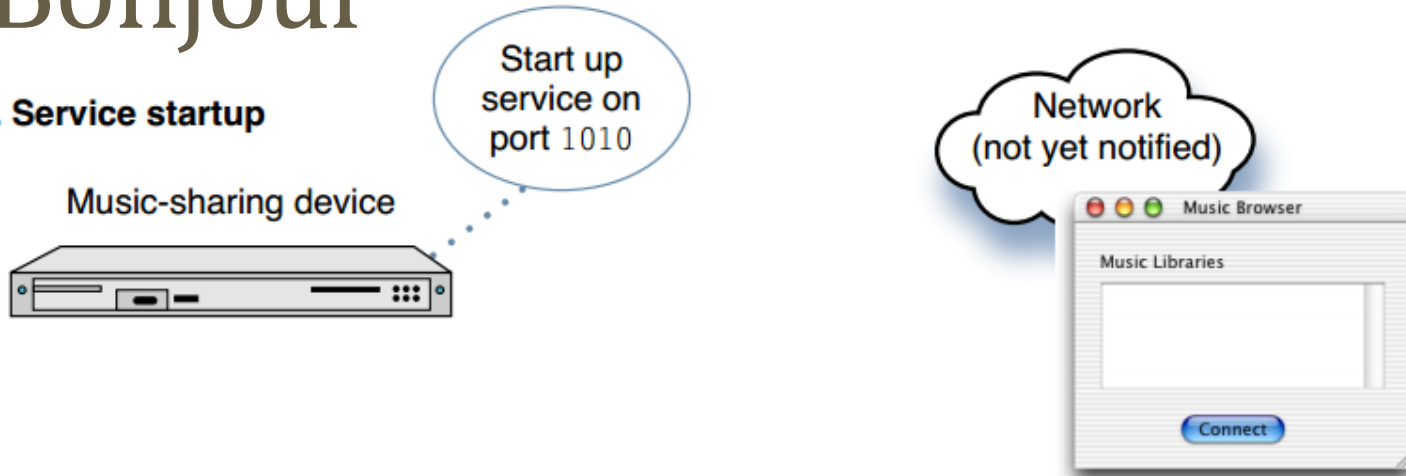 Bonjour
. Service startup
Start up
service on
port 1010
Music-sharing device
Network
(not yet notified)
Music Browser
Music Libraries
Connect